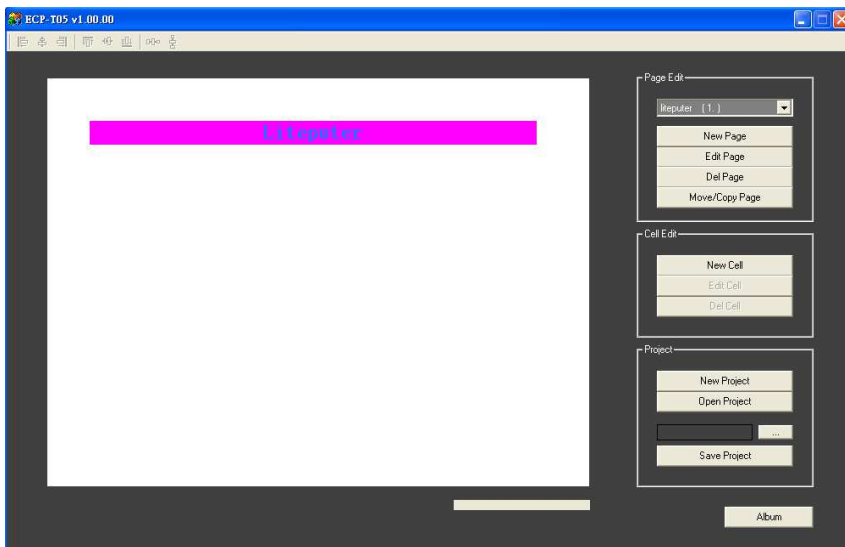 ECP-T05 v1.00.00
Liteputer
Page Edit
liteputer ( 1. )
New Page
Edit Page
Del Page
Move/Copy Page
Cell Edit
New Cell
Edit Cell
Del Cell
Project
New Project
Open Project
...
Save Project
Album